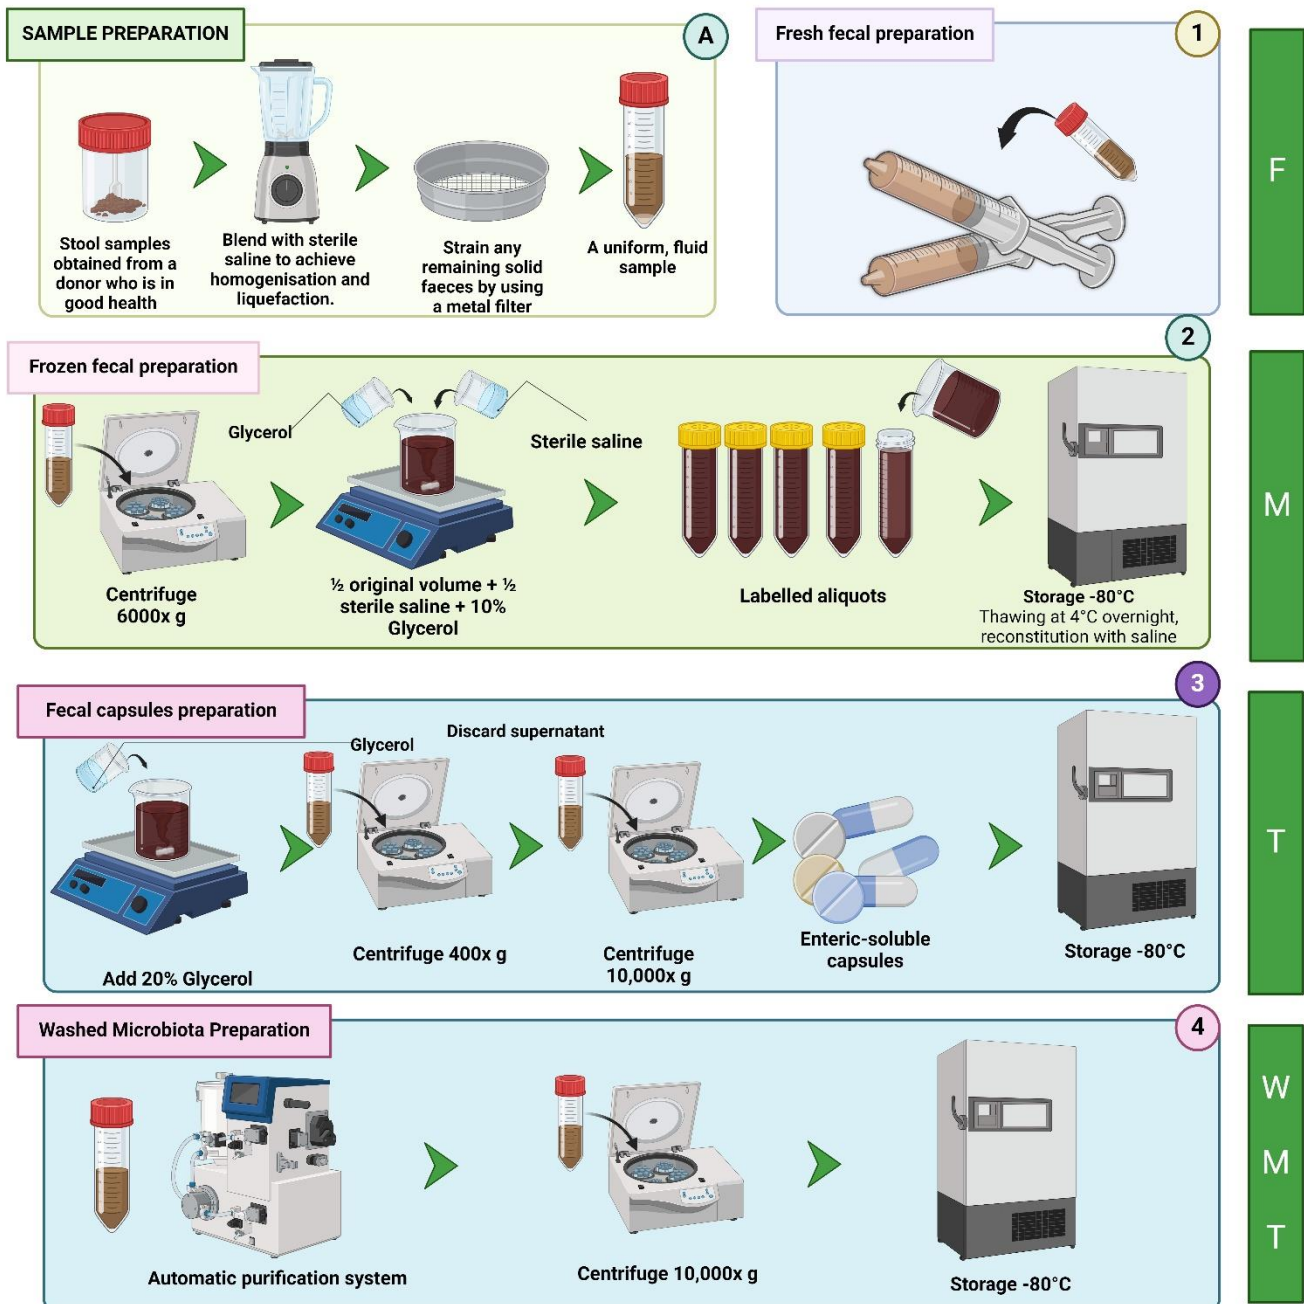 SAMPLE PREPARATION
A
Stool samples
obtained from a
donor who is in
good health
Blend with sterile
saline to achieve
homogenisation and
liquefaction.
Strain any
remaining solid
faeces by using
a metal filter
A uniform, fluid
sample
Fresh fecal preparation
1
F
Frozen fecal preparation
2
Glycerol
Sterile saline
Centrifuge
6000x g
½ original volume + ½
sterile saline + 10%
Glycerol
Labelled aliquots
Storage -80°C
Thawing at 4°C overnight,
reconstitution with saline
M
Fecal capsules preparation
3
Glycerol
Discard supernatant
Add 20% Glycerol
Centrifuge 400x g
Centrifuge
10,000x g
Enteric-soluble
capsules
Storage -80°C
T
Washed Microbiota Preparation
4
Automatic purification system
Centrifuge 10,000x g
Storage -80°C
W
M
T